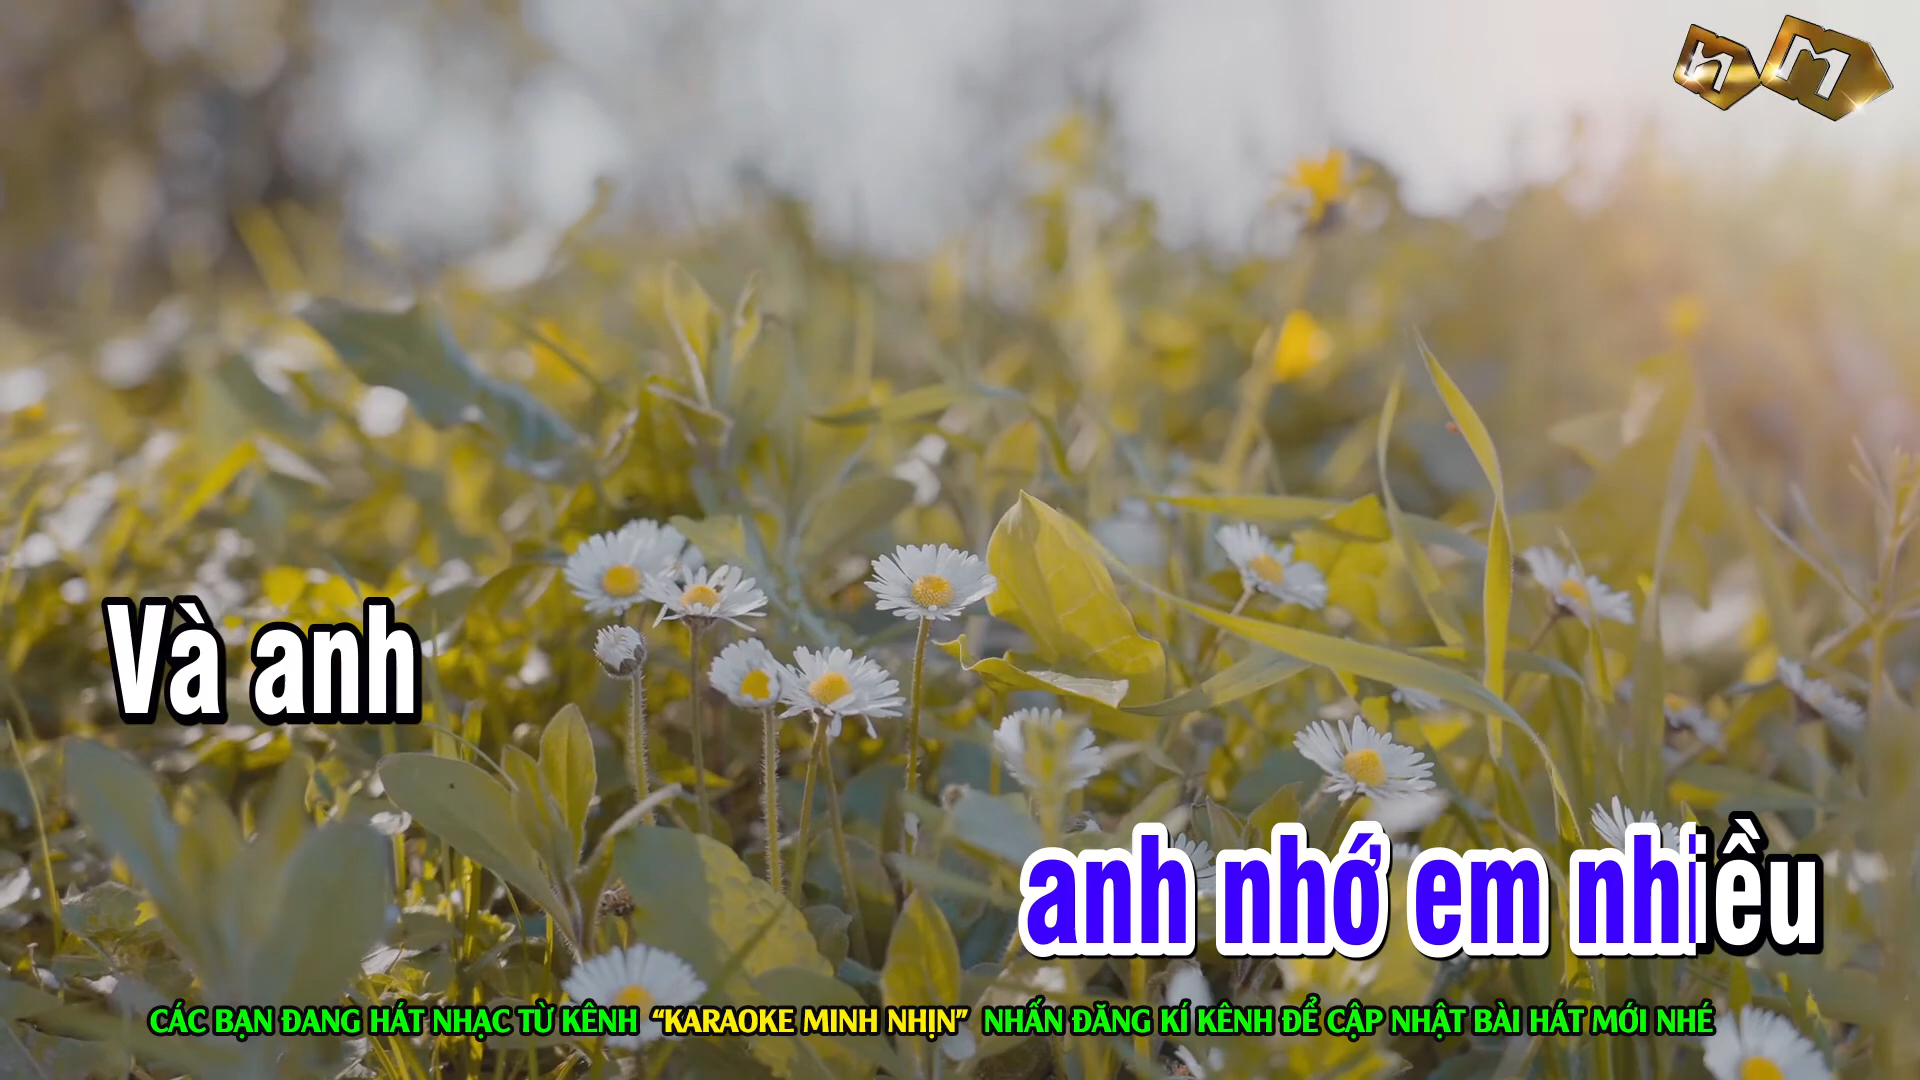 nm
Và anh
anh nhớ em nhiều
CÁC BẠN ĐANG HÁT NHẠC TỪ KÊNH “KARAOKE MINH NHỊN” NHẤN ĐĂNG KÍ KÊNH ĐỂ CẬP NHẬT BÀI HÁT MỚI NHÉ